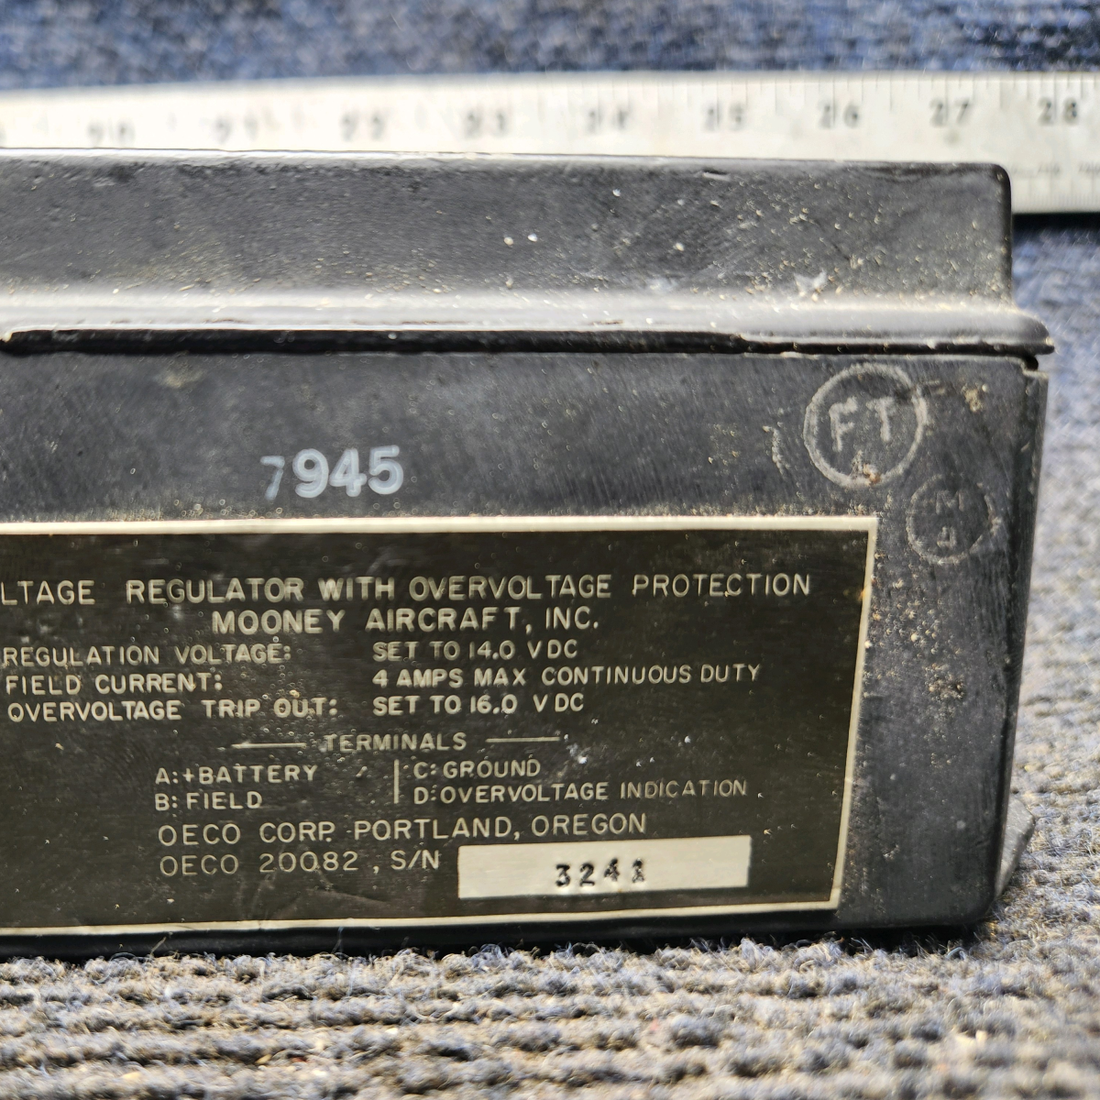 20 21 22 23 24 25 26 27 28
FT
7945
M
4
LTAGE REGULATOR WITH OVERVOLTAGE PROTECTION
MOONEY AIRCRAFT, INC.
REGULATION VOLTAGE: SET TO 14.0 VDC
FIELD CURRENT: 4 AMPS MAX CONTINUOUS DUTY
OVERVOLTAGE TRIP OUT: SET TO 16.0 VDC
TERMINALS
A:+BATTERY C:GROUND
B:FIELD D:OVERVOLTAGE INDICATION
OECO CORP. PORTLAND, OREGON
OECO 20082, S/N 3241